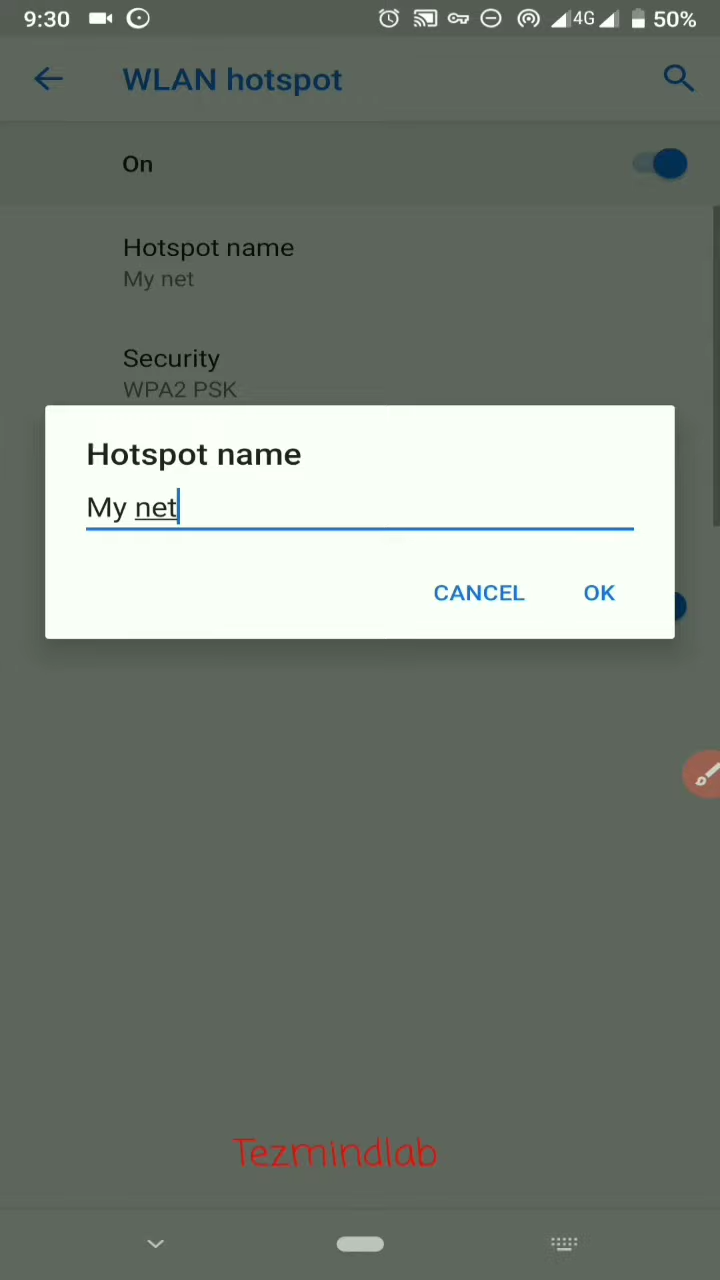 9:30 4G 50%
WLAN hotspot
On
Hotspot name
My net
Security
WPA2 PSK
Hotspot name
My net
CANCEL OK
Tezmindlab